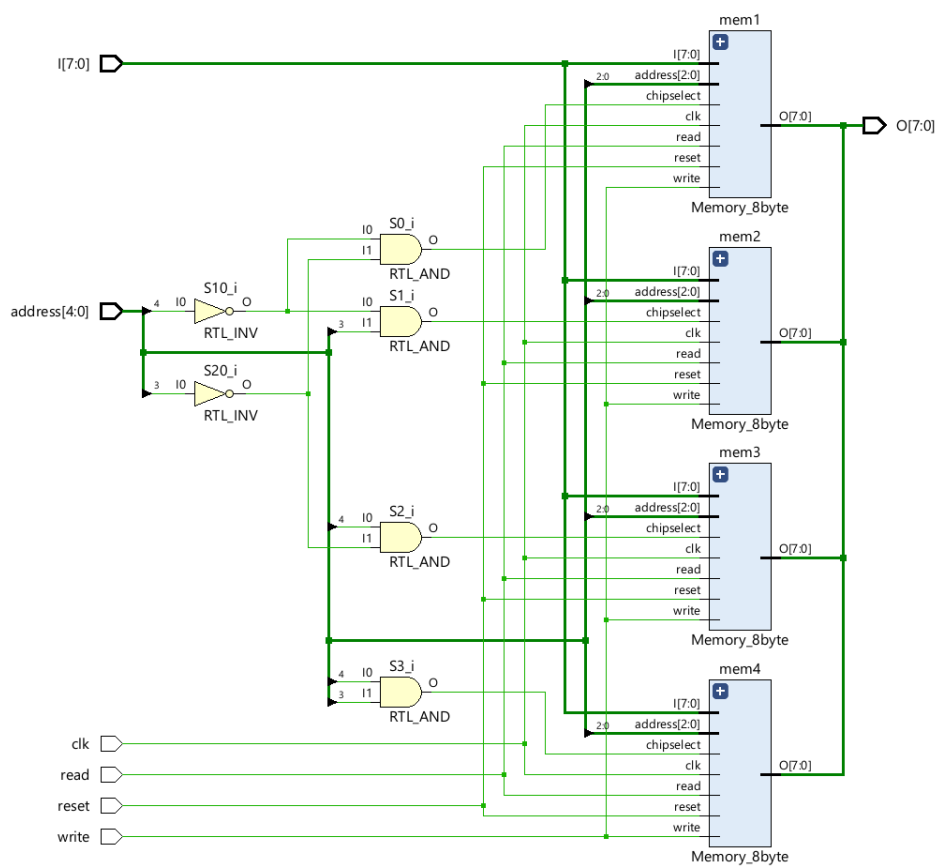 mem1
I[7:0]
I[7:0]
2:0
address[2:0]
chipselect
clk
O[7:0]
O[7:0]
read
reset
write
Memory_8byte
S0_i
I0
O
I1
RTL_AND
mem2
I[7:0]
2:0
address[2:0]
chipselect
clk
O[7:0]
read
reset
write
Memory_8byte
address[4:0]
4
I0
S10_i
O
RTL_INV
S1_i
I0
O
3
I1
RTL_AND
3
I0
S20_i
O
RTL_INV
mem3
I[7:0]
2:0
address[2:0]
chipselect
clk
O[7:0]
read
reset
write
Memory_8byte
S2_i
4
I0
O
I1
RTL_AND
S3_i
4
I0
O
3
I1
RTL_AND
mem4
I[7:0]
2:0
address[2:0]
chipselect
clk
O[7:0]
read
reset
write
Memory_8byte
clk
read
reset
write